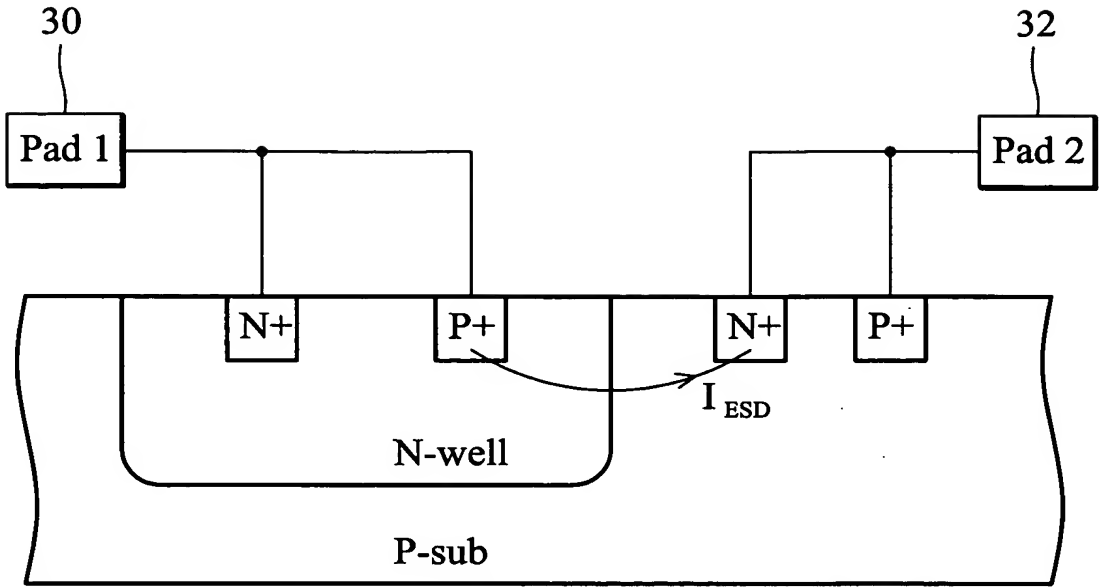 30
32
Pad 1
Pad 2
N+
P+
N+
P+
I ESD
N-well
P-sub